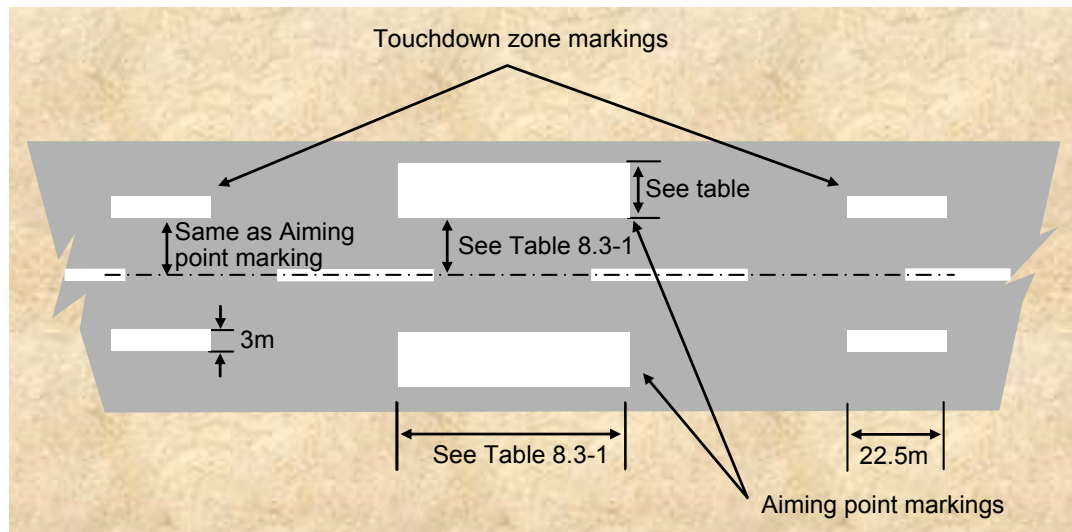 Touchdown zone markings
See table
Same as Aiming
point marking
See Table 8.3-1
3m
See Table 8.3-1
22.5m
Aiming point markings